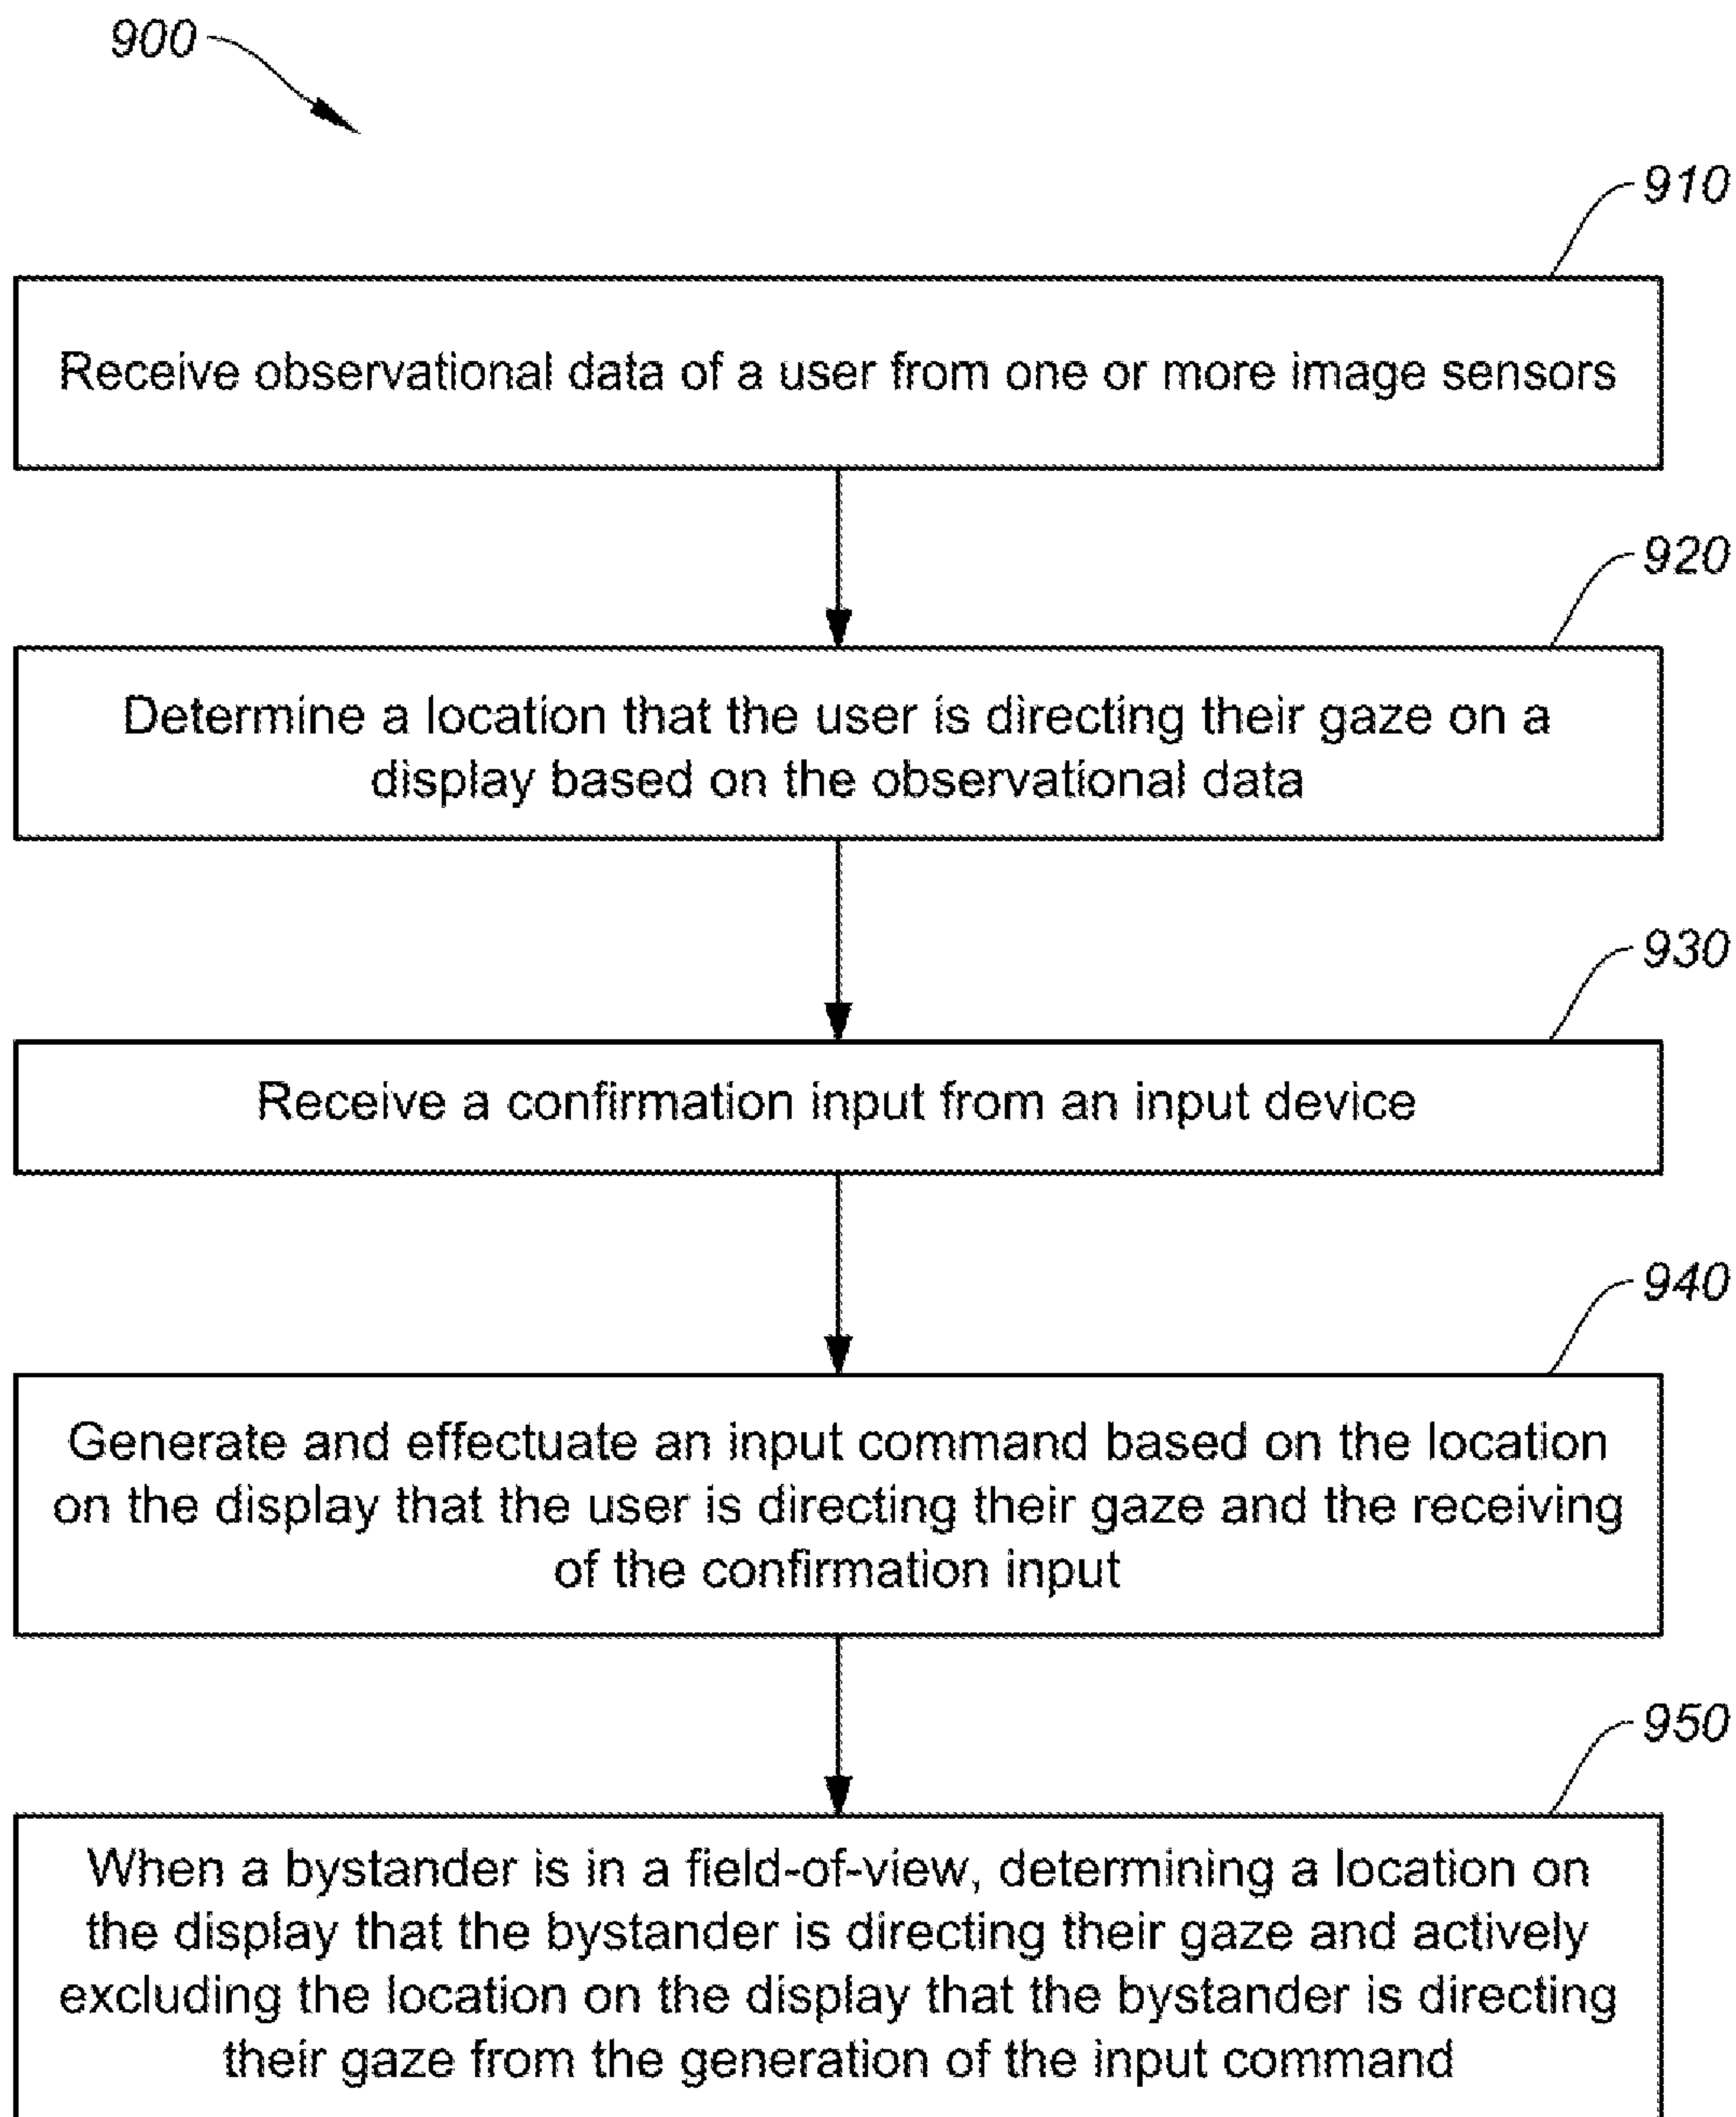 900
910
Receive observational data of a user from one or more image sensors
920
Determine a location that the user is directing their gaze on a
display based on the observational data
930
Receive a confirmation input from an input device
940
Generate and effectuate an input command based on the location
on the display that the user is directing their gaze and the receiving
of the confirmation input
950
When a bystander is in a field-of-view, determining a location on
the display that the bystander is directing their gaze and actively
excluding the location on the display that the bystander is directing
their gaze from the generation of the input command